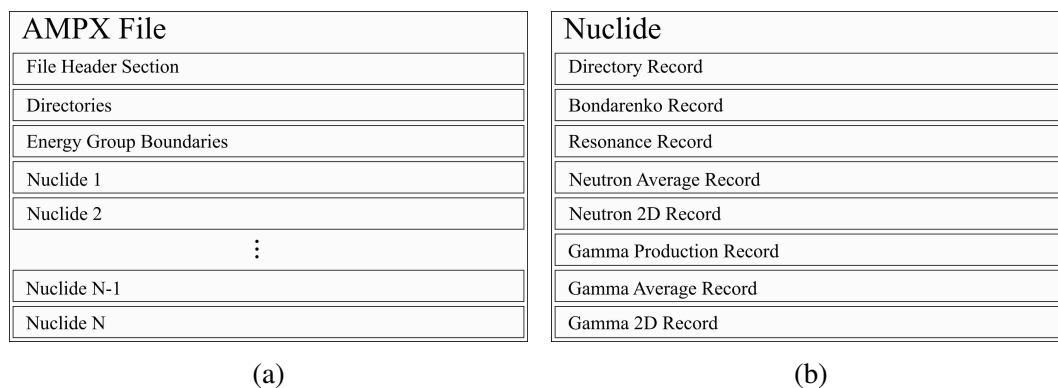 AMPX File
File Header Section
Directories
Energy Group Boundaries
Nuclide 1
Nuclide 2
⋮
Nuclide N-1
Nuclide N
(a)
Nuclide
Directory Record
Bondarenko Record
Resonance Record
Neutron Average Record
Neutron 2D Record
Gamma Production Record
Gamma Average Record
Gamma 2D Record
(b)